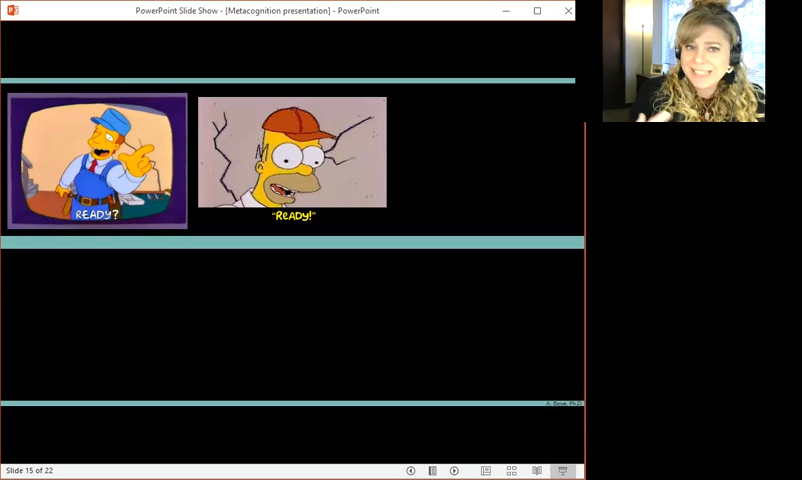 PowerPoint Slide Show - [Metacognition presentation] - PowerPoint
READY?
"READY!"
A. Bove, Ph.D.
Slide 15 of 22